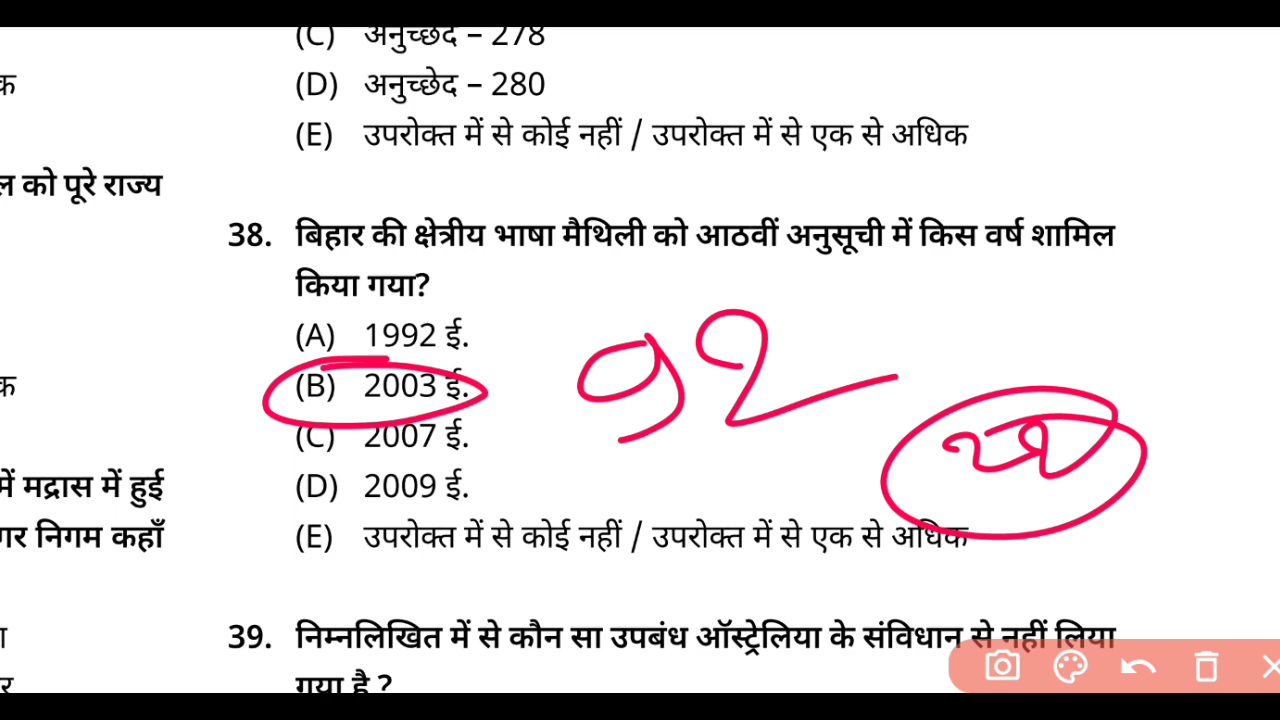 (C) अनुच्छेद – 278
क
(D) अनुच्छेद – 280
(E) उपरोक्त में से कोई नहीं / उपरोक्त में से एक से अधिक
ल को पूरे राज्य
38. बिहार की क्षेत्रीय भाषा मैथिली को आठवीं अनुसूची में किस वर्ष शामिल
किया गया?
(A) 1992 ई.
क
(B) 2003 ई.
92
(C) 2007 ई.
में मद्रास में हुई
(D) 2009 ई.
गर निगम कहाँ
(E) उपरोक्त में से कोई नहीं / उपरोक्त में से एक से अधिक
39. निम्नलिखित में से कौन सा उपबंध ऑस्ट्रेलिया के संविधान से नहीं लिया
गया है ?